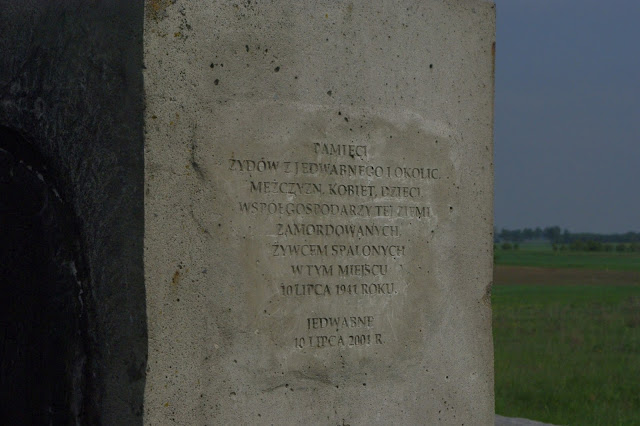 PAMIĘCI
ŻYDÓW Z JEDWABNEGO I OKOLIC,
MĘŻCZYZN, KOBIET, DZIECI,
WSPÓŁGOSPODARZY TEJ ZIEMI,
ZAMORDOWANYCH,
ŻYWCEM SPALONYCH
W TYM MIEJSCU
10 LIPCA 1941 ROKU.
JEDWABNE
10 LIPCA 2001 R.